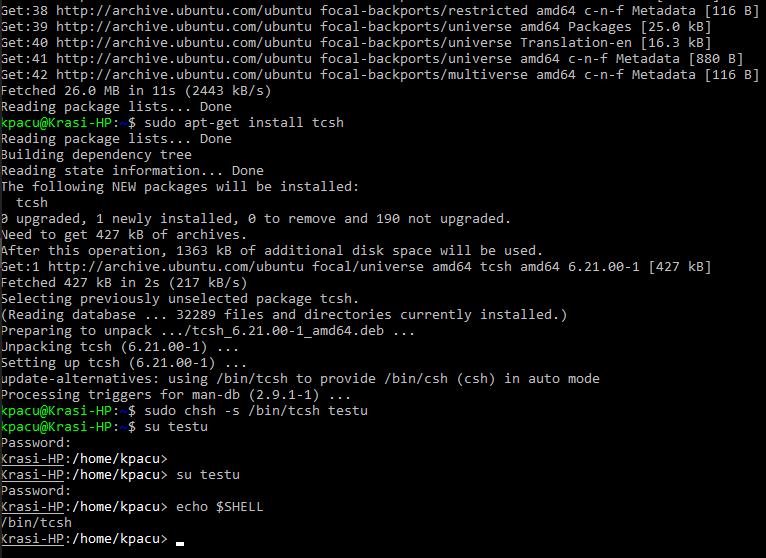 Get:38 http://archive.ubuntu.com/ubuntu focal-backports/restricted amd64 c-n-f Metadata [116 B]
Get:39 http://archive.ubuntu.com/ubuntu focal-backports/universe amd64 Packages [25.0 kB]
Get:40 http://archive.ubuntu.com/ubuntu focal-backports/universe Translation-en [16.3 kB]
Get:41 http://archive.ubuntu.com/ubuntu focal-backports/universe amd64 c-n-f Metadata [880 B]
Get:42 http://archive.ubuntu.com/ubuntu focal-backports/multiverse amd64 c-n-f Metadata [116 B]
Fetched 26.0 MB in 11s (2443 kB/s)
Reading package lists... Done
kpacu@Krasi-HP:~$ sudo apt-get install tcsh
Reading package lists... Done
Building dependency tree
Reading state information... Done
The following NEW packages will be installed:
  tcsh
0 upgraded, 1 newly installed, 0 to remove and 190 not upgraded.
Need to get 427 kB of archives.
After this operation, 1363 kB of additional disk space will be used.
Get:1 http://archive.ubuntu.com/ubuntu focal/universe amd64 tcsh amd64 6.21.00-1 [427 kB]
Fetched 427 kB in 2s (217 kB/s)
Selecting previously unselected package tcsh.
(Reading database ... 32289 files and directories currently installed.)
Preparing to unpack .../tcsh_6.21.00-1_amd64.deb ...
Unpacking tcsh (6.21.00-1) ...
Setting up tcsh (6.21.00-1) ...
update-alternatives: using /bin/tcsh to provide /bin/csh (csh) in auto mode
Processing triggers for man-db (2.9.1-1) ...
kpacu@Krasi-HP:~$ sudo chsh -s /bin/tcsh testu
kpacu@Krasi-HP:~$ su testu
Password:
Krasi-HP:/home/kpacu>
Krasi-HP:/home/kpacu> su testu
Password:
Krasi-HP:/home/kpacu> echo $SHELL
/bin/tcsh
Krasi-HP:/home/kpacu>